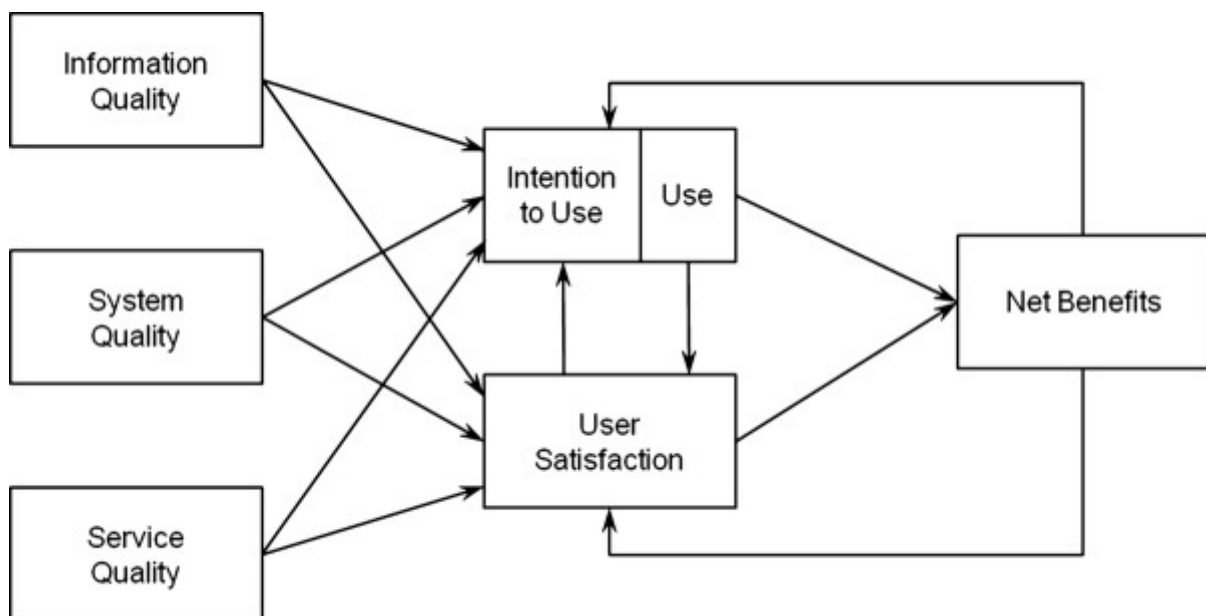 Information
Quality
System
Quality
Service
Quality
Intention
to Use
Use
User
Satisfaction
Net Benefits